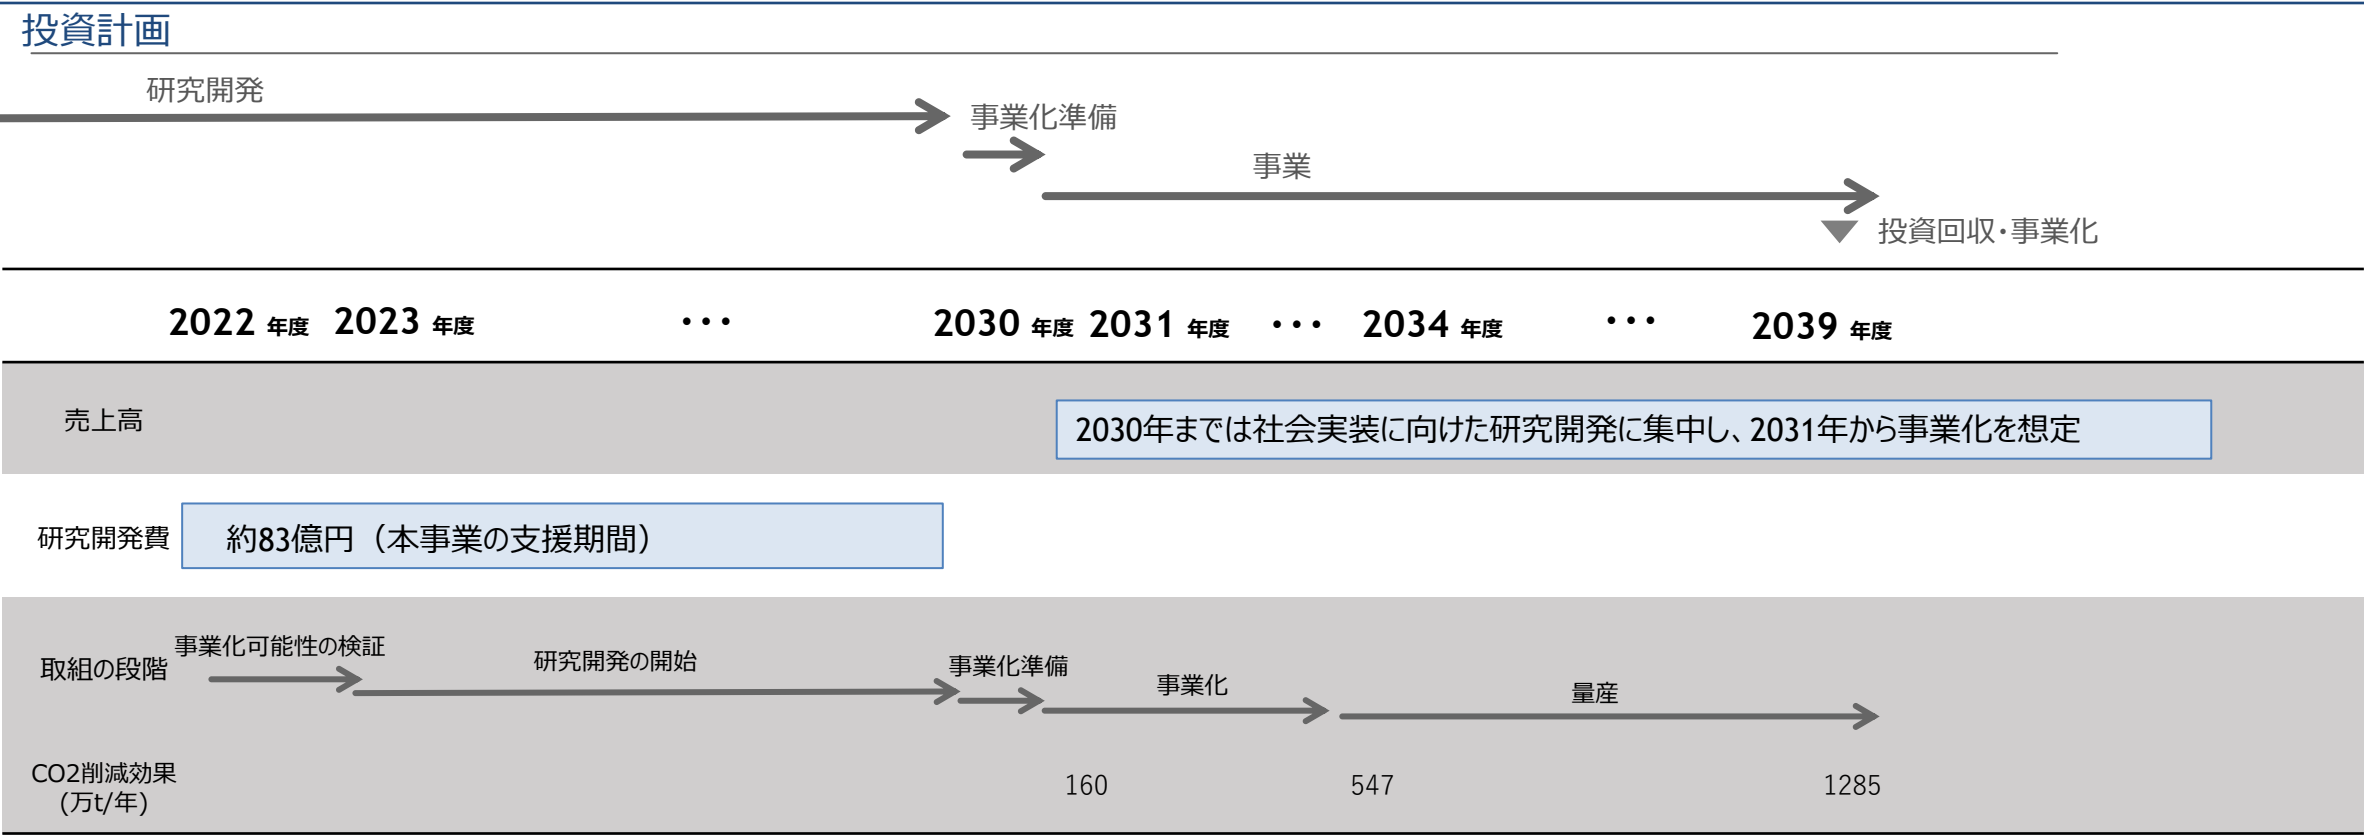 投資計画
研究開発
事業化準備
事業
投資回収・事業化
2022 年度 2023 年度 ・・・ 2030 年度 2031 年度 ・・・ 2034 年度 ・・・ 2039 年度
売上高
2030年までは社会実装に向けた研究開発に集中し、2031年から事業化を想定
研究開発費
約83億円（本事業の支援期間）
取組の段階
事業化可能性の検証
研究開発の開始
事業化準備
事業化
量産
CO2削減効果
(万t/年)
160 547 1285